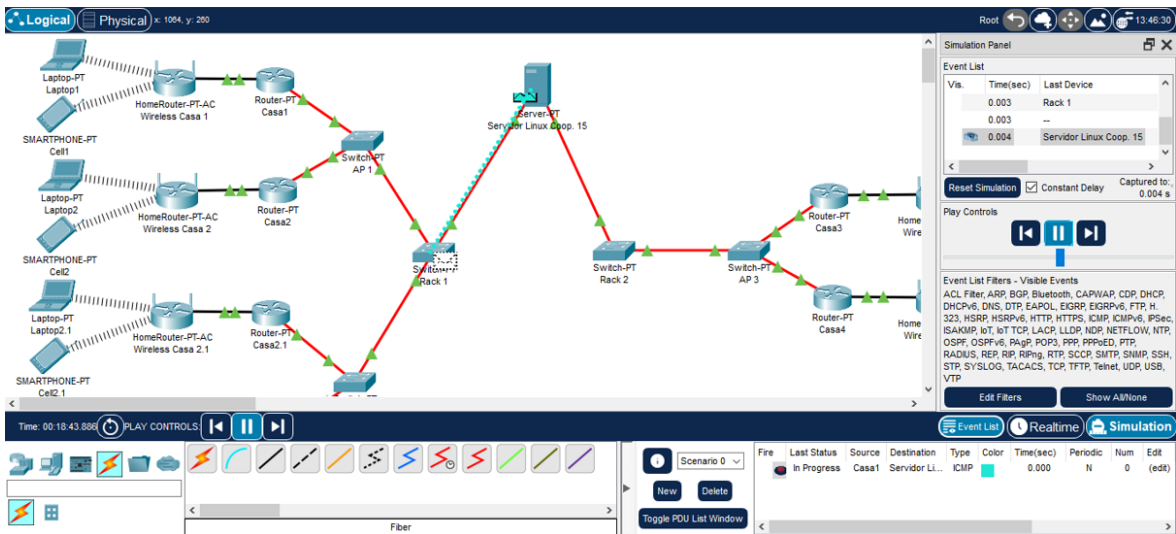 Logical Physical x: 1064, y: 260 Root 13:46:30
Laptop-PT
Laptop1
HomeRouter-PT-AC
Wireless Casa 1
Router-PT
Casa1
SMARTPHONE-PT
Cell1
Switch-PT
AP 1
Server-PT
Servidor Linux Coop. 15
Laptop-PT
Laptop2
HomeRouter-PT-AC
Wireless Casa 2
Router-PT
Casa2
SMARTPHONE-PT
Cell2
Rack 1
Switch-PT
Rack 2
Switch-PT
AP 3
Router-PT
Casa3
Home
Wire
Router-PT
Casa4
Home
Wire
Laptop-PT
Laptop2.1
HomeRouter-PT-AC
Wireless Casa 2.1
Router-PT
Casa2.1
SMARTPHONE-PT
Cell2.1
Simulation Panel
Event List
Vis. Time(sec) Last Device
0.003 Rack 1
0.003 --
0.004 Servidor Linux Coop. 15
Reset Simulation Constant Delay Captured to:
0.004 s
Play Controls
Event List Filters - Visible Events
ACL Filter, ARP, BGP, Bluetooth, CAPWAP, CDP, DHCP,
DHCPv6, DNS, DTP, EAPOL, EIGRP, EIGRPv6, FTP, H.
323, HSRP, HSRPv6, HTTP, HTTPS, ICMP, ICMPv6, IPSec,
ISAKMP, IoT, IoT TCP, LACP, LLDP, NDP, NETFLOW, NTP,
OSPF, OSPFv6, PAgP, POP3, PPP, PPPoED, PTP,
RADIUS, REP, RIP, RIPng, RTP, SCCP, SMTP, SNMP, SSH,
STP, SYSLOG, TACACS, TCP, TFTP, Telnet, UDP, USB,
VTP
Edit Filters Show All/None
Time: 00:18:43.886 PLAY CONTROLS: Event List Realtime Simulation
Scenario 0
New Delete
Toggle PDU List Window
Fire Last Status Source Destination Type Color Time(sec) Periodic Num Edit
In Progress Casa1 Servidor Li... ICMP 0.000 N 0 (edit)
Fiber